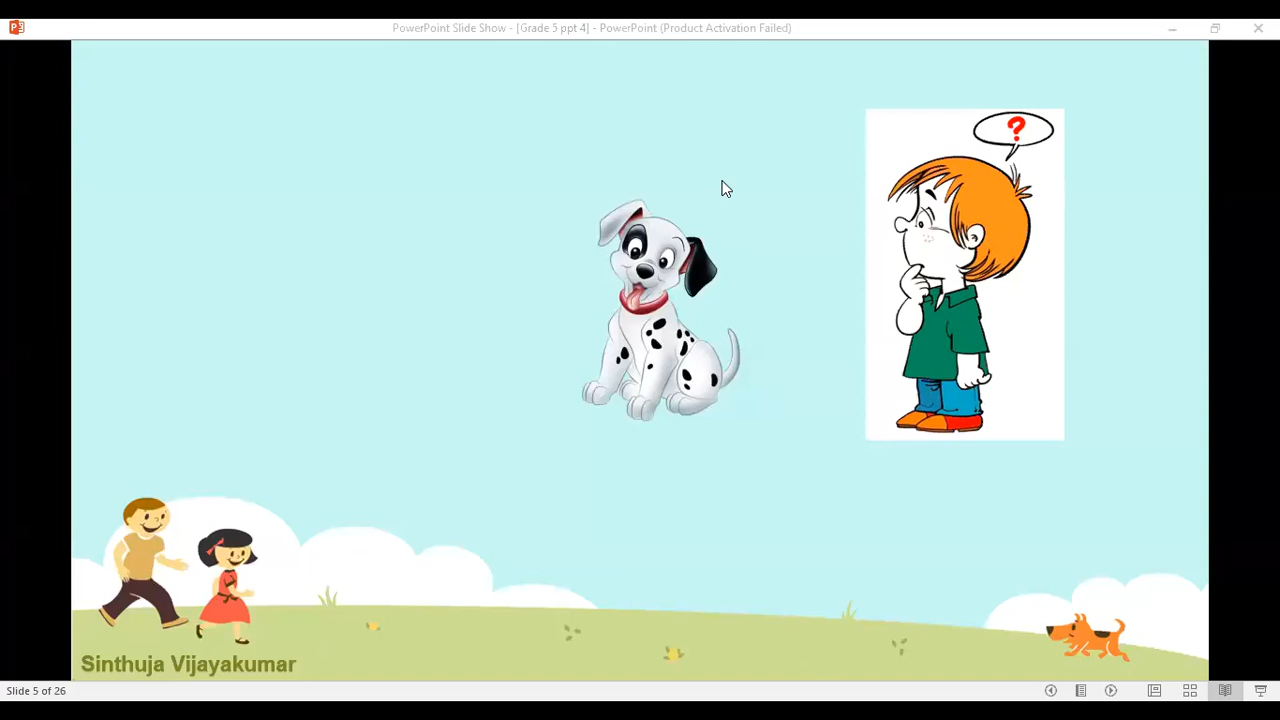 PowerPoint Slide Show - [Grade 5 ppt 4] - PowerPoint (Product Activation Failed)
?
Sinthuja Vijayakumar
Slide 5 of 26